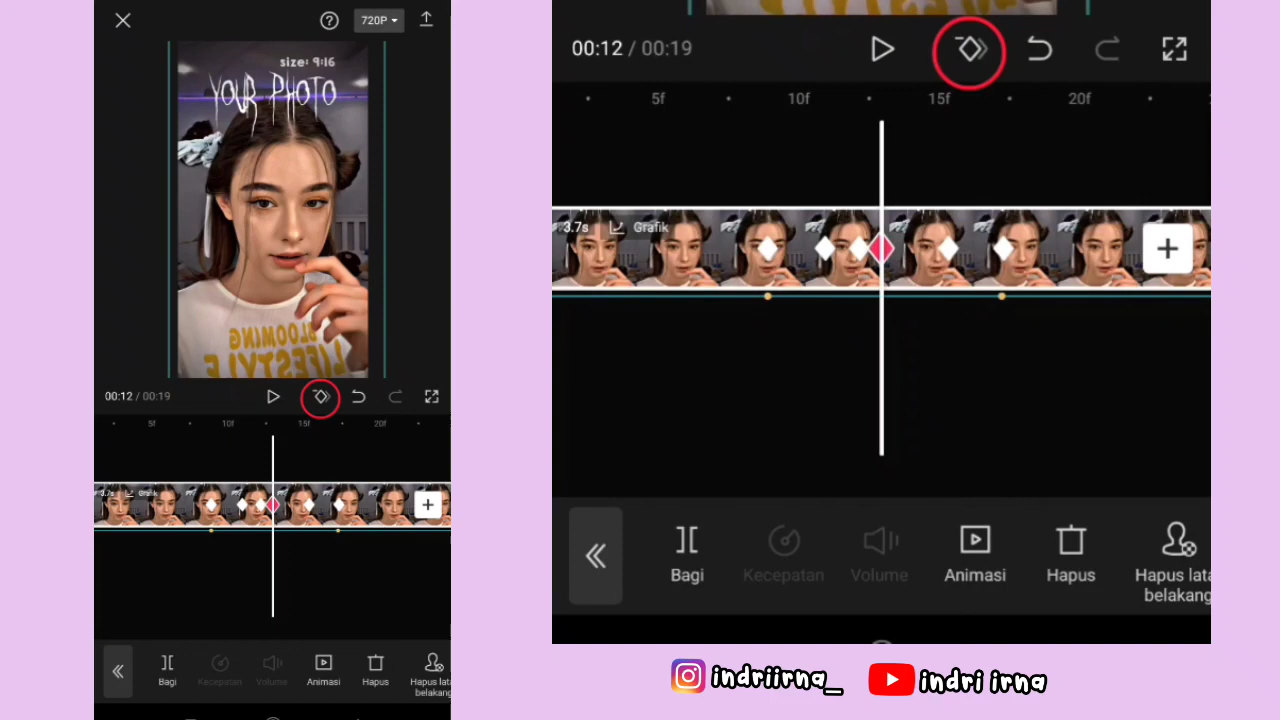 720P
size: 9:16
YOUR PHOTO
BLOOMING
LIFESTYLE
00:12 / 00:19
5f 10f 15f 20f
3.7s Grafik
Bagi Kecepatan Volume Animasi Hapus Hapus lata
belakang
00:12 / 00:19
5f 10f 15f 20f
3.7s Grafik
Bagi Kecepatan Volume Animasi Hapus Hapus lata
belakang
indriirna_ indri irna